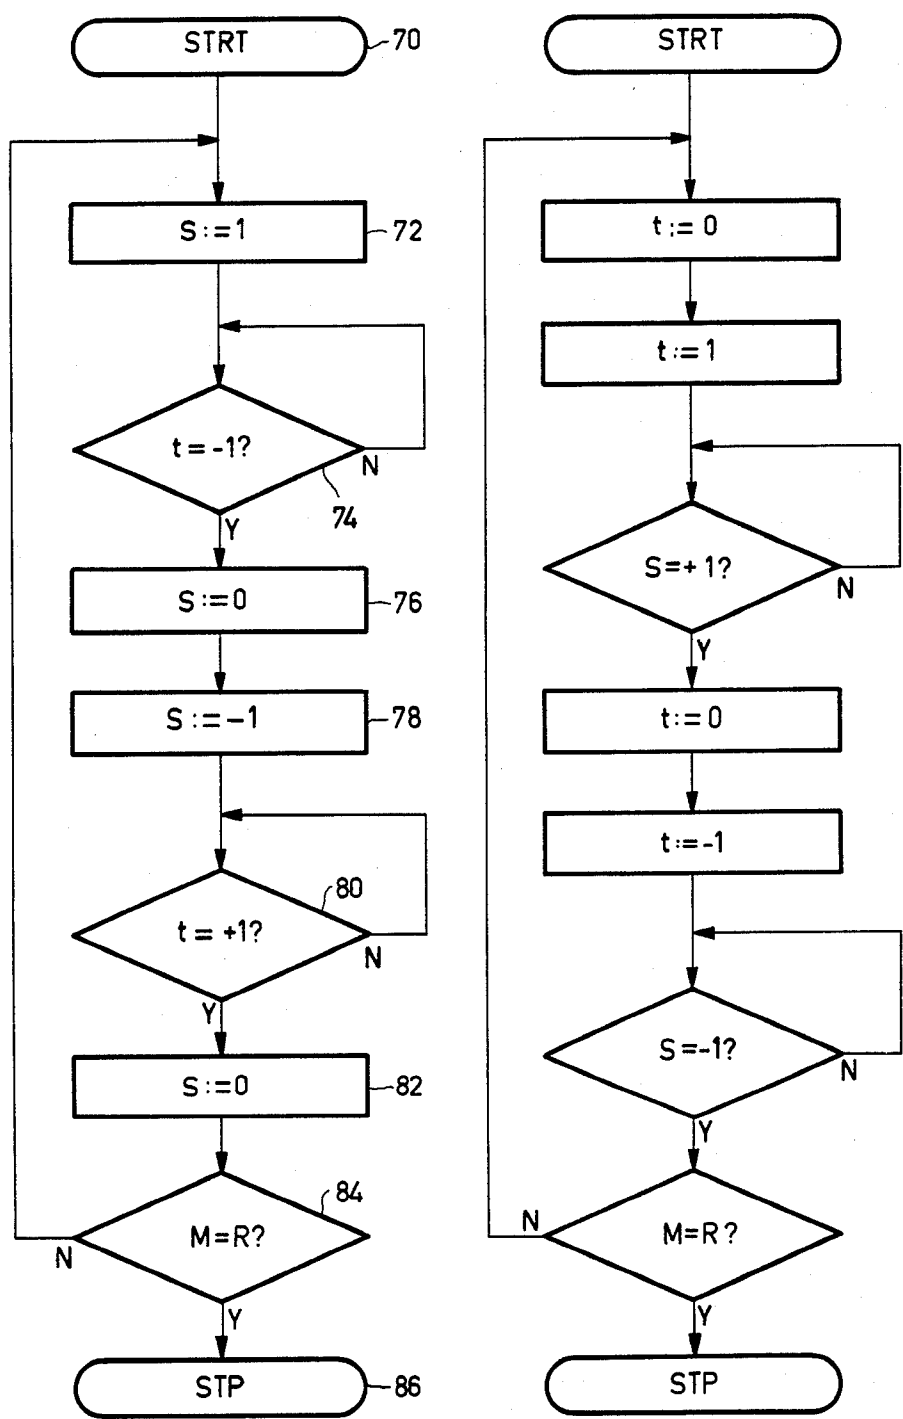 STRT
70
S:=1
72
t=-1?
N
74
Y
S:=0
76
S:=-1
78
80
t=+1?
N
Y
S:=0
82
84
M=R?
N
Y
STP
86
STRT
t:=0
t:=1
S=+1?
N
Y
t:=0
t:=-1
S=-1?
N
Y
N
M=R?
Y
STP